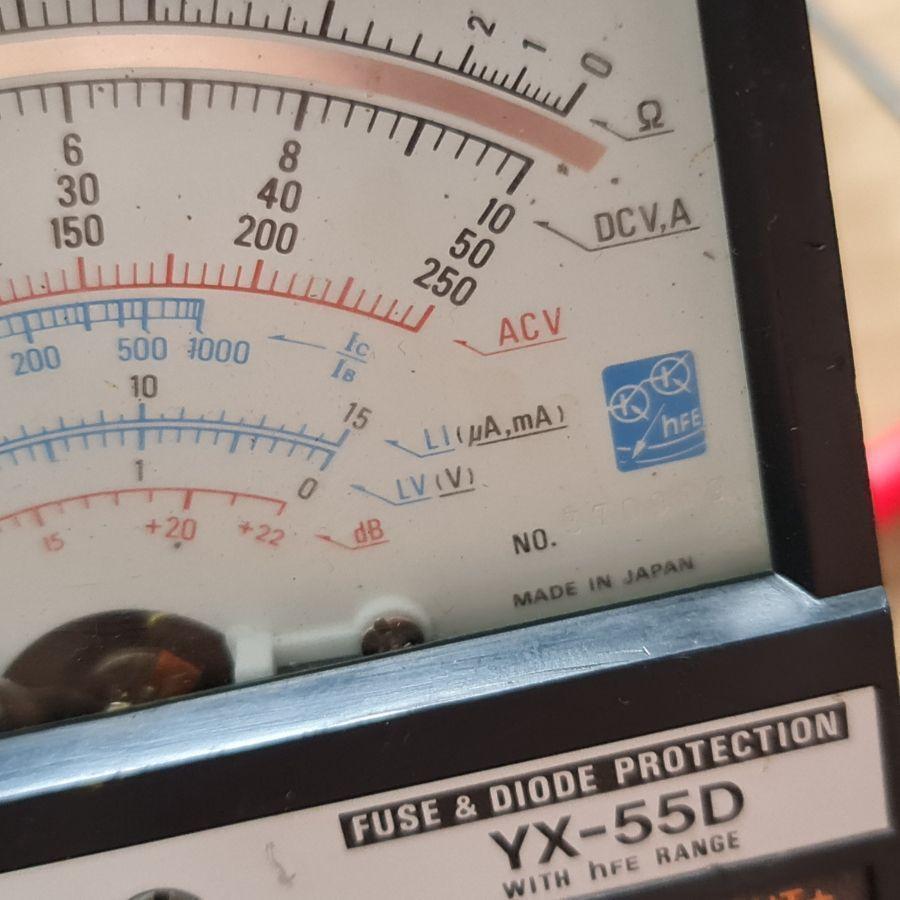 2 1 0
Ω
6 8 10
30 40 50
150 200 250
DCV,A
ACV
200 500 1000
IC
IB
10 15
LI(μA,mA)
1 0
LV(V)
15 +20 +22
dB
hFE
NO.
MADE IN JAPAN
FUSE & DIODE PROTECTION
YX-55D
WITH hFE RANGE